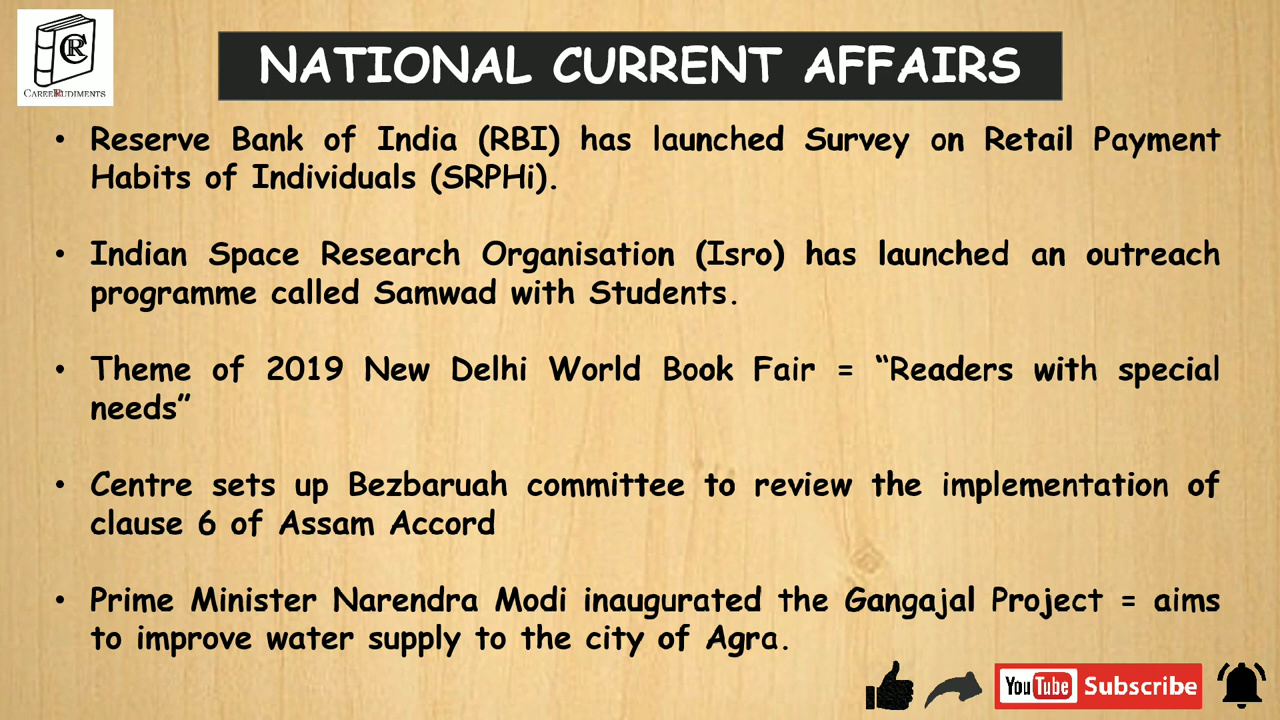 CR
CAREERUDIMENTS
NATIONAL CURRENT AFFAIRS
• Reserve Bank of India (RBI) has launched Survey on Retail Payment
Habits of Individuals (SRPHi).
• Indian Space Research Organisation (Isro) has launched an outreach
programme called Samwad with Students.
• Theme of 2019 New Delhi World Book Fair = “Readers with special
needs”
• Centre sets up Bezbaruah committee to review the implementation of
clause 6 of Assam Accord
• Prime Minister Narendra Modi inaugurated the Gangajal Project = aims
to improve water supply to the city of Agra.
YouTube Subscribe